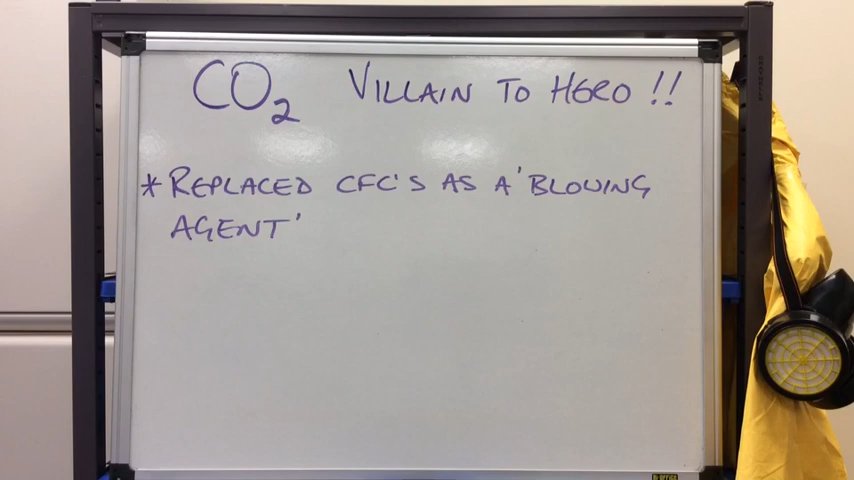 CO2 VILLAIN TO HERO !!
* REPLACED CFC'S AS A 'BLOWING
AGENT'